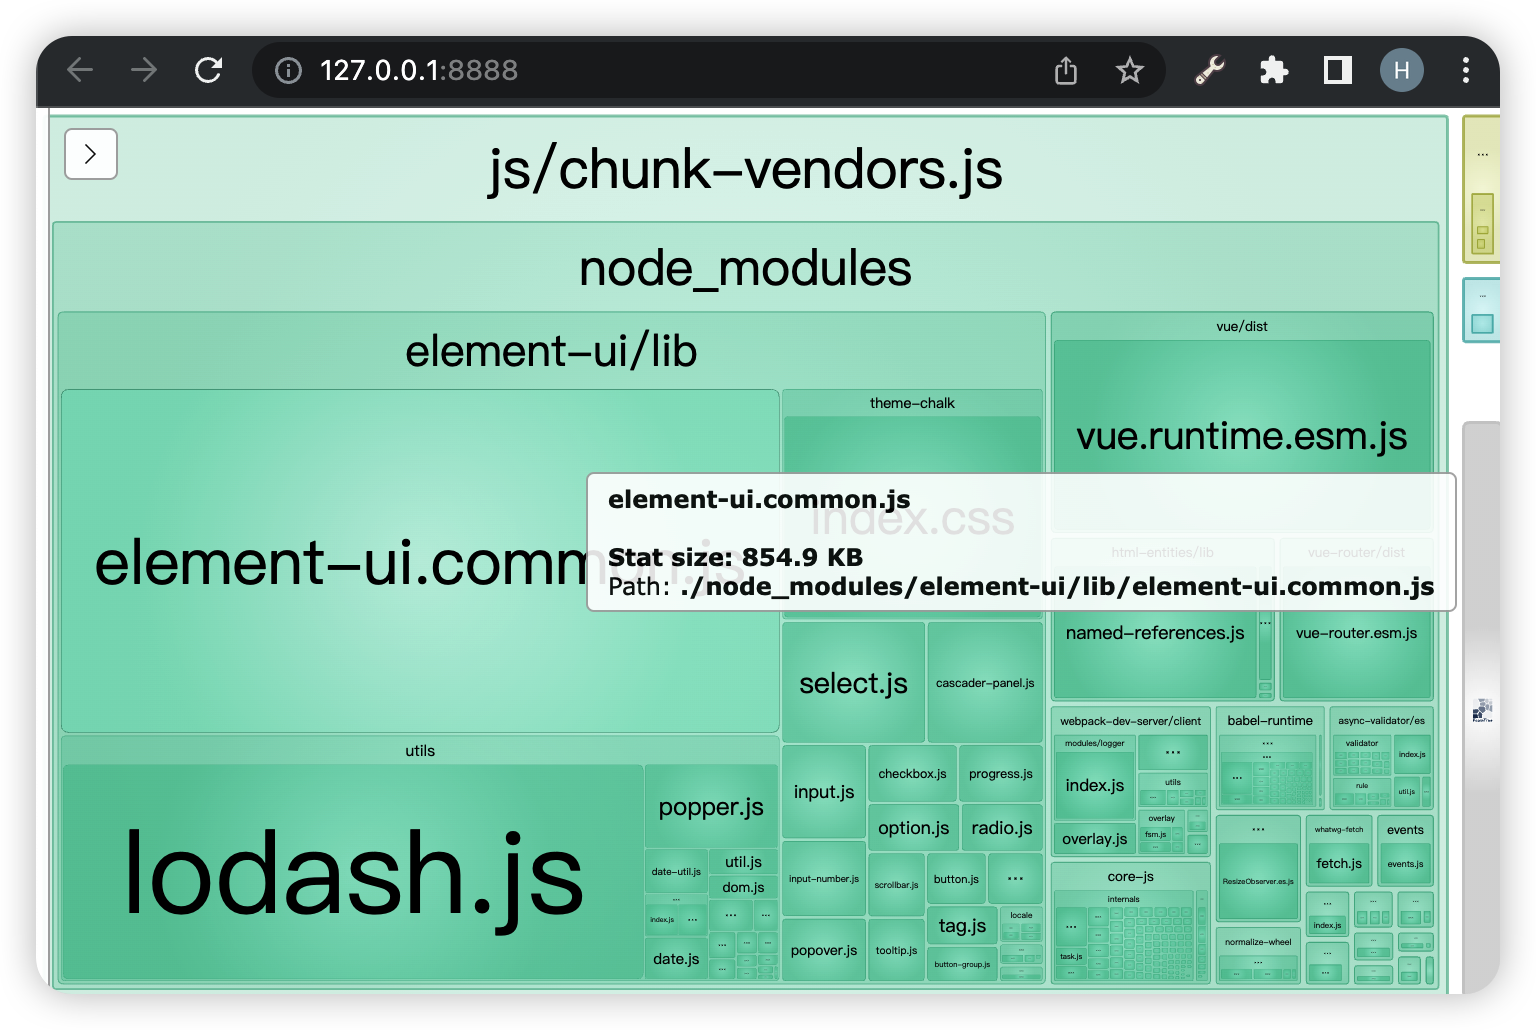 127.0.0.1:8888
H
js/chunk-vendors.js
node_modules
element-ui/lib
vue/dist
theme-chalk
vue.runtime.esm.js
element-ui.common.js
Stat size: 854.9 KB
Path: ./node_modules/element-ui/lib/element-ui.common.js
index.css
element-ui.common.js
html-entities/lib
vue-router/dist
named-references.js
...
vue-router.esm.js
select.js
cascader-panel.js
webpack-dev-server/client
babel-runtime
async-validator/es
modules/logger
...
...
validator
index.js
utils
utils
index.js
rule
util.js
lodash.js
popper.js
input.js
checkbox.js
progress.js
option.js
radio.js
overlay
overlay.js
fsm.js
...
whatwg-fetch
events
fetch.js
events.js
date-util.js
util.js
dom.js
input-number.js
scrollbar.js
button.js
...
core-js
internals
ResizeObserver.es.js
index.js
...
...
tag.js
locale
...
index.js
popover.js
tooltip.js
button-group.js
date.js
task.js
normalize-wheel